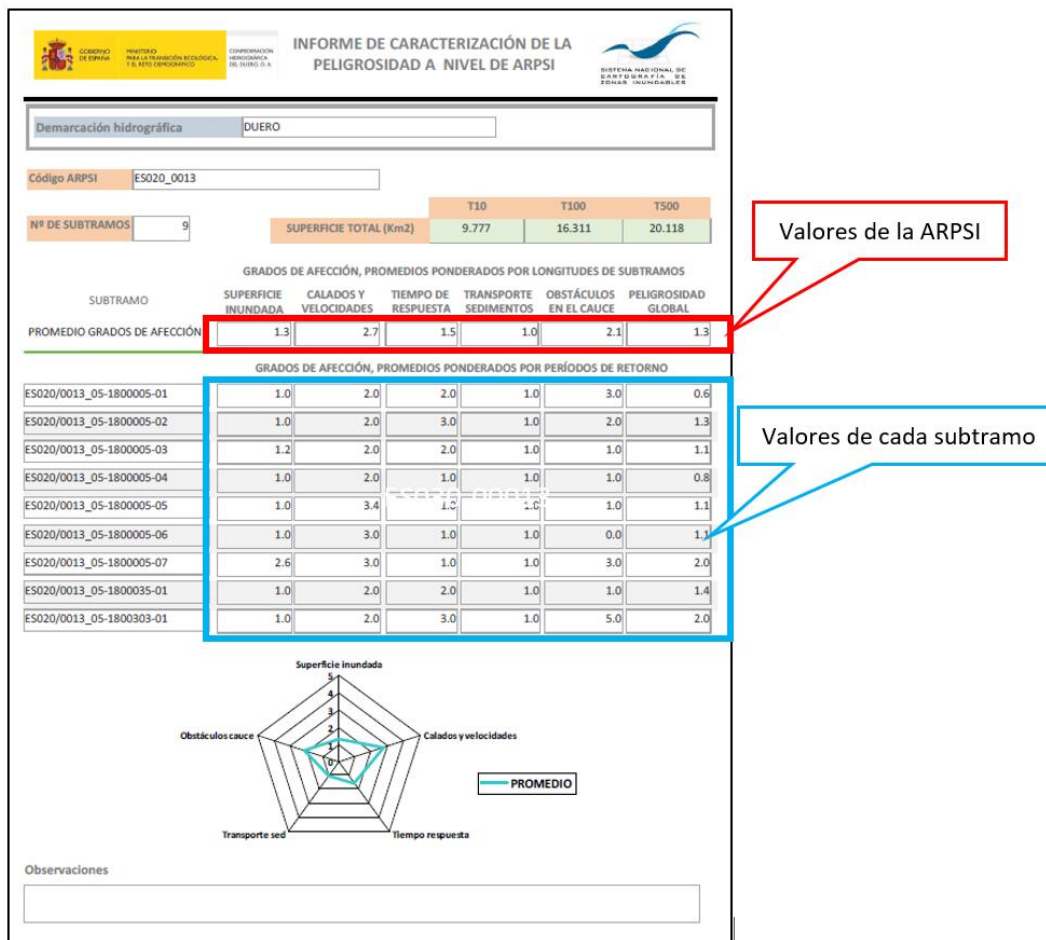 GOBIERNO DE ESPAÑA
MINISTERIO PARA LA TRANSICIÓN ECOLÓGICA Y EL RETO DEMOGRÁFICO
CONFEDERACIÓN HIDROGRÁFICA DEL DUERO, O. A.
INFORME DE CARACTERIZACIÓN DE LA
PELIGROSIDAD A NIVEL DE ARPSI
SISTEMA NACIONAL DE
CARTOGRAFÍA DE
ZONAS INUNDABLES
Demarcación hidrográfica DUERO
Código ARPSI ES020_0013
T10 T100 T500
Nº DE SUBTRAMOS 9 SUPERFICIE TOTAL (Km2) 9.777 16.311 20.118
Valores de la ARPSI
GRADOS DE AFECCIÓN, PROMEDIOS PONDERADOS POR LONGITUDES DE SUBTRAMOS
SUBTRAMO SUPERFICIE INUNDADA CALADOS Y VELOCIDADES TIEMPO DE RESPUESTA TRANSPORTE SEDIMENTOS OBSTÁCULOS EN EL CAUCE PELIGROSIDAD GLOBAL
PROMEDIO GRADOS DE AFECCIÓN 1.3 2.7 1.5 1.0 2.1 1.3
GRADOS DE AFECCIÓN, PROMEDIOS PONDERADOS POR PERÍODOS DE RETORNO
ES020/0013_05-1800005-01 1.0 2.0 2.0 1.0 3.0 0.6
ES020/0013_05-1800005-02 1.0 2.0 3.0 1.0 2.0 1.3
ES020/0013_05-1800005-03 1.2 2.0 2.0 1.0 1.0 1.1
ES020/0013_05-1800005-04 1.0 2.0 1.0 1.0 1.0 0.8
ES020/0013_05-1800005-05 1.0 3.4 1.0 1.0 1.0 1.1
ES020/0013_05-1800005-06 1.0 3.0 1.0 1.0 0.0 1.1
ES020/0013_05-1800005-07 2.6 3.0 1.0 1.0 3.0 2.0
ES020/0013_05-1800035-01 1.0 2.0 2.0 1.0 1.0 1.4
ES020/0013_05-1800303-01 1.0 2.0 3.0 1.0 5.0 2.0
Valores de cada subtramo
Superficie inundada
5
4
3
2
1
0
Obstáculos cauce
Calados y velocidades
PROMEDIO
Transporte sed
Tiempo respuesta
Observaciones